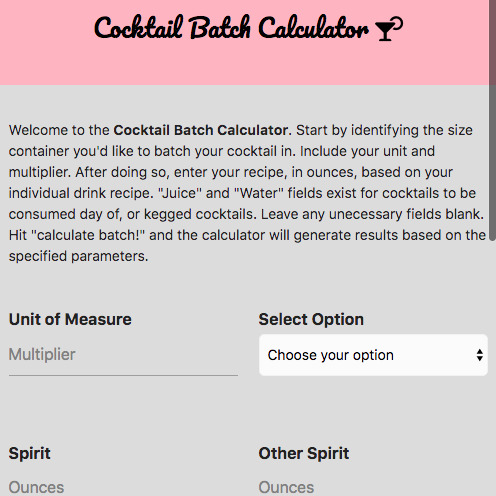 Cocktail Batch Calculator
Welcome to the Cocktail Batch Calculator. Start by identifying the size
container you'd like to batch your cocktail in. Include your unit and
multiplier. After doing so, enter your recipe, in ounces, based on your
individual drink recipe. "Juice" and "Water" fields exist for cocktails to be
consumed day of, or kegged cocktails. Leave any unecessary fields blank.
Hit "calculate batch!" and the calculator will generate results based on the
specified parameters.
Unit of Measure
Select Option
Multiplier
Choose your option
Spirit
Other Spirit
Ounces
Ounces